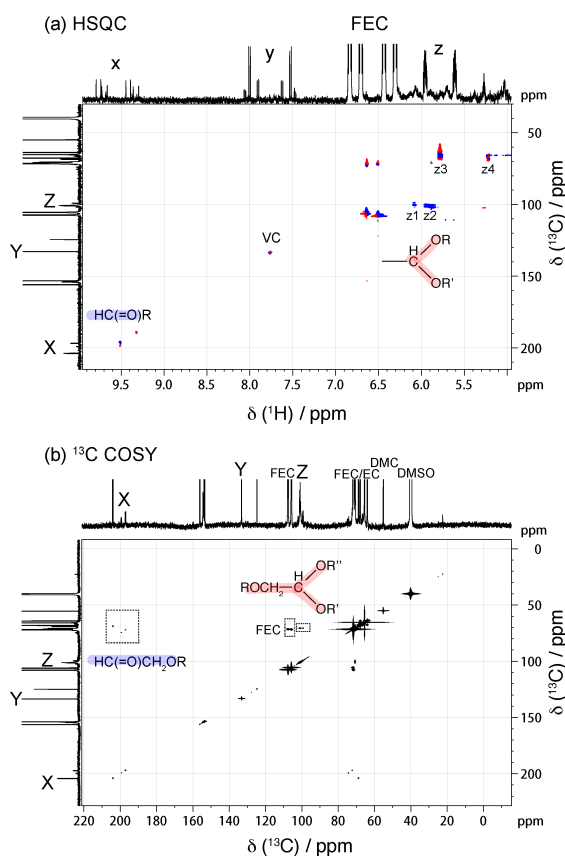 (a) HSQC
FEC
x
y
z
ppm
ppm
50
100
150
200
δ (¹³C) / ppm
Z
Y
X
z3
z4
z1
z2
VC
H
OR
C
OR'
HC(=O)R
9.5
9.0
8.5
8.0
7.5
7.0
6.5
6.0
5.5
ppm
δ (¹H) / ppm
(b) ¹³C COSY
X
Y
FEC
Z
FEC/EC
DMC
DMSO
ppm
ppm
0
50
100
150
200
δ (¹³C) / ppm
H
OR''
ROCH₂
C
OR'
FEC
HC(=O)CH₂OR
Z
Y
X
220
200
180
160
140
120
100
80
60
40
20
0
ppm
δ (¹³C) / ppm